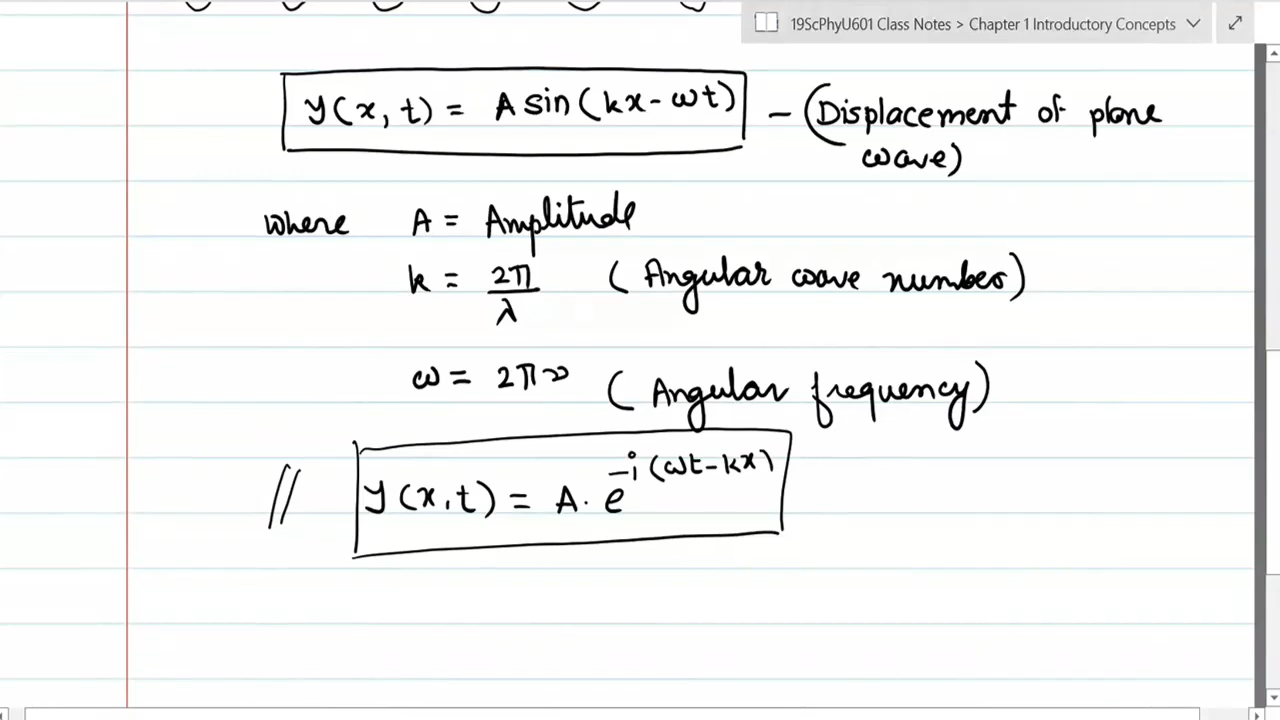 19ScPhyU601 Class Notes > Chapter 1 Introductory Concepts
y(x, t) = A sin(kx - ωt) - (Displacement of plane
wave)
where A = Amplitude
k = 2π/λ (Angular wave number)
ω = 2πν (Angular frequency)
// y(x,t) = A. e^{-i(ωt-kx)}